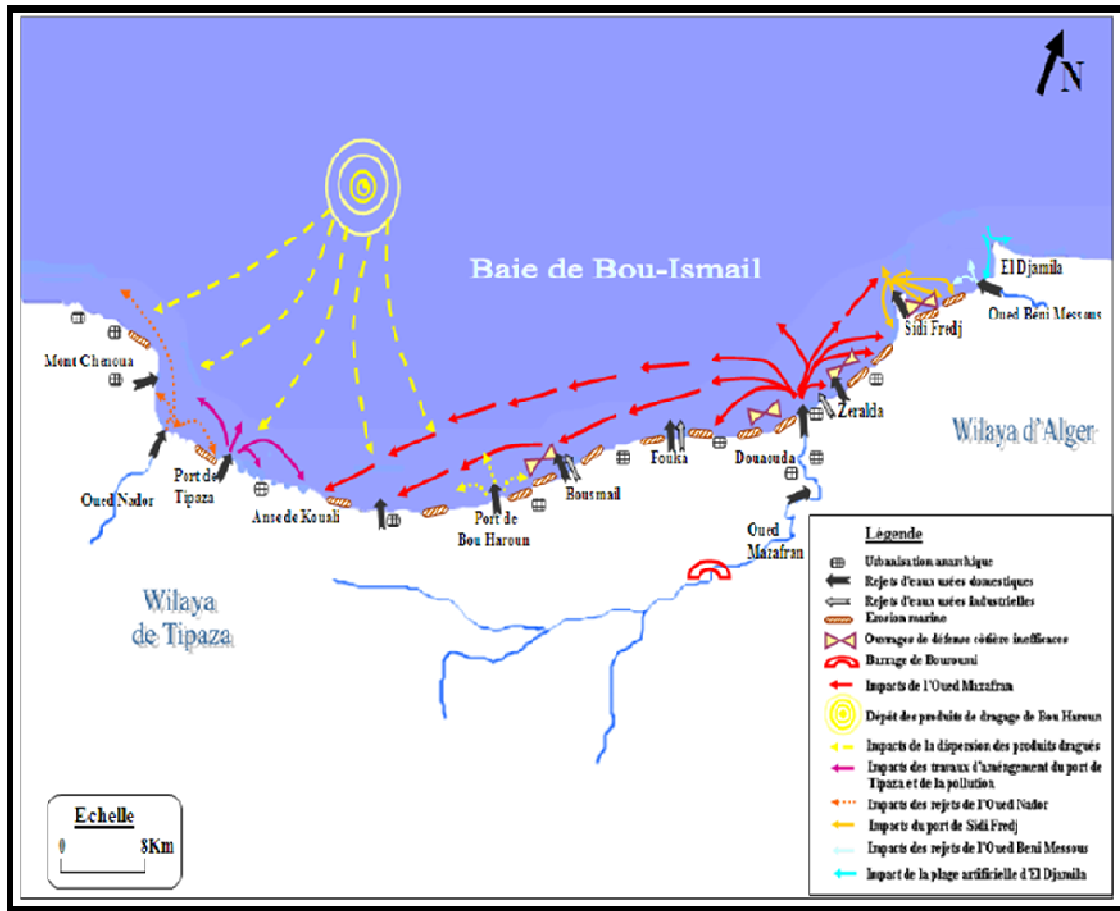 N
Baie de Bou-Ismail
El Djamila
Oued Beni Messous
Sidi Fredj
Mont Chenoua
Zeralda
Wilaya d'Alger
Fouka
Douaouda
Port de
Tipaza
Oued Nador
Anse de Kouali
Bousmail
Port de
Bou Haroun
Oued
Mazafran
Wilaya
de Tipaza
Légende
Urbanisation anarchique
Rejets d'eaux usées domestiques
Rejets d'eaux usées industrielles
Erosion marine
Ouvrages de défense côtière inefficaces
Barrage de Bouroumi
Impacts de l'Oued Mazafran
Dépôt des produits de dragage de Bou Haroun
Impacts de la dispersion des produits dragués
Impacts des travaux d'améngement du port de
Tipaza et de la pollution
Impacts des rejets de l'Oued Nador
Impacts du port de Sidi Fredj
Impacts des rejets de l'Oued Beni Messous
Impact de la plage artificielle d'El Djamila
Echelle
0 8Km